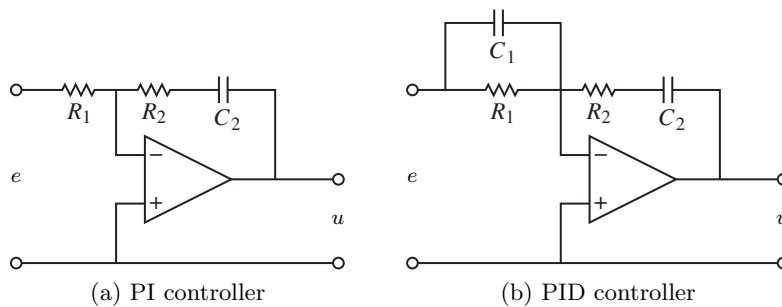 R1 R2 C2
− +
e u
(a) PI controller
C1
R1 R2 C2
− +
e u
(b) PID controller